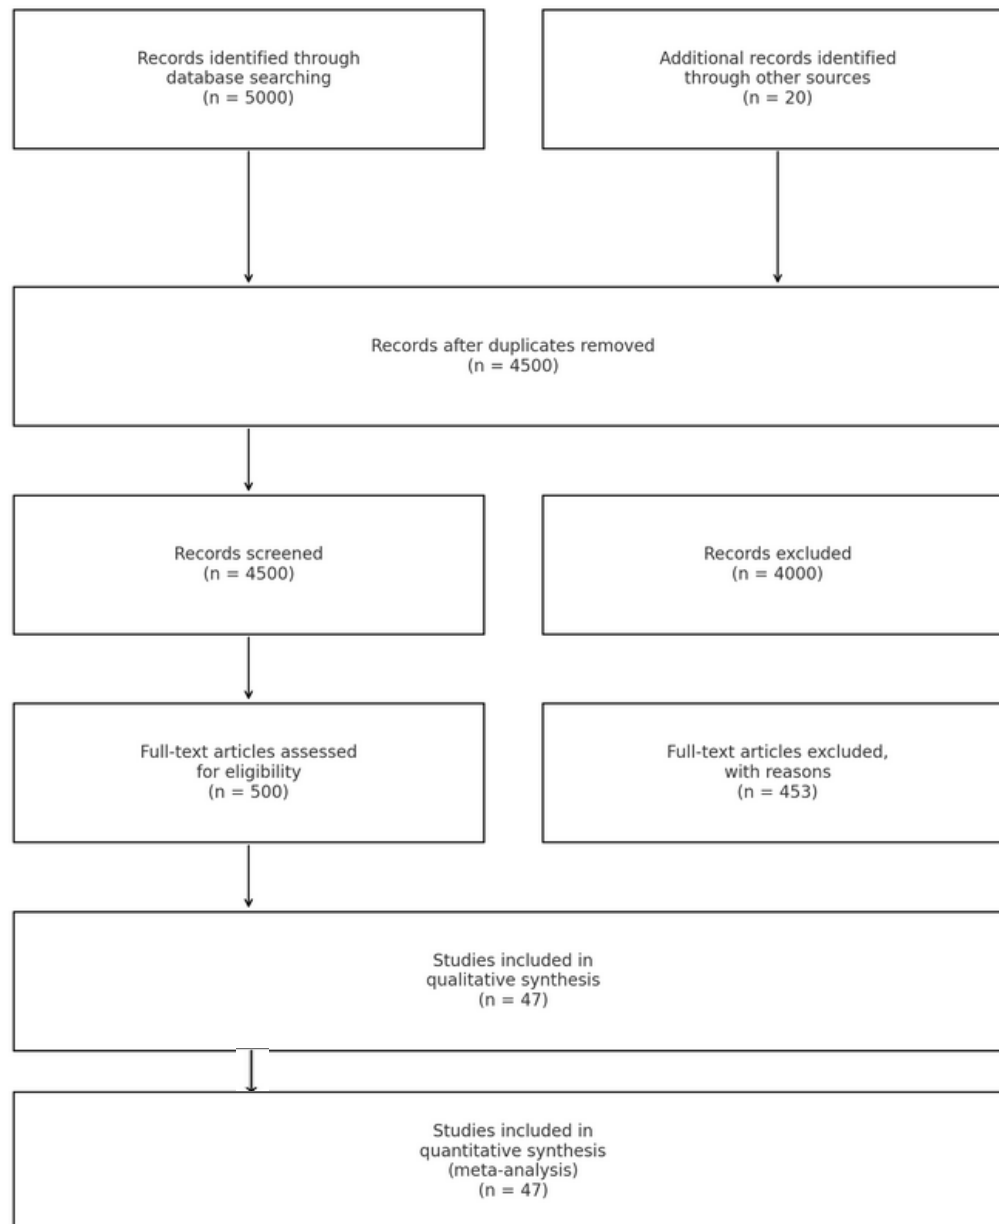 Records identified through
database searching
(n = 5000)
Additional records identified
through other sources
(n = 20)
Records after duplicates removed
(n = 4500)
Records screened
(n = 4500)
Records excluded
(n = 4000)
Full-text articles assessed
for eligibility
(n = 500)
Full-text articles excluded,
with reasons
(n = 453)
Studies included in
qualitative synthesis
(n = 47)
Studies included in
quantitative synthesis
(meta-analysis)
(n = 47)